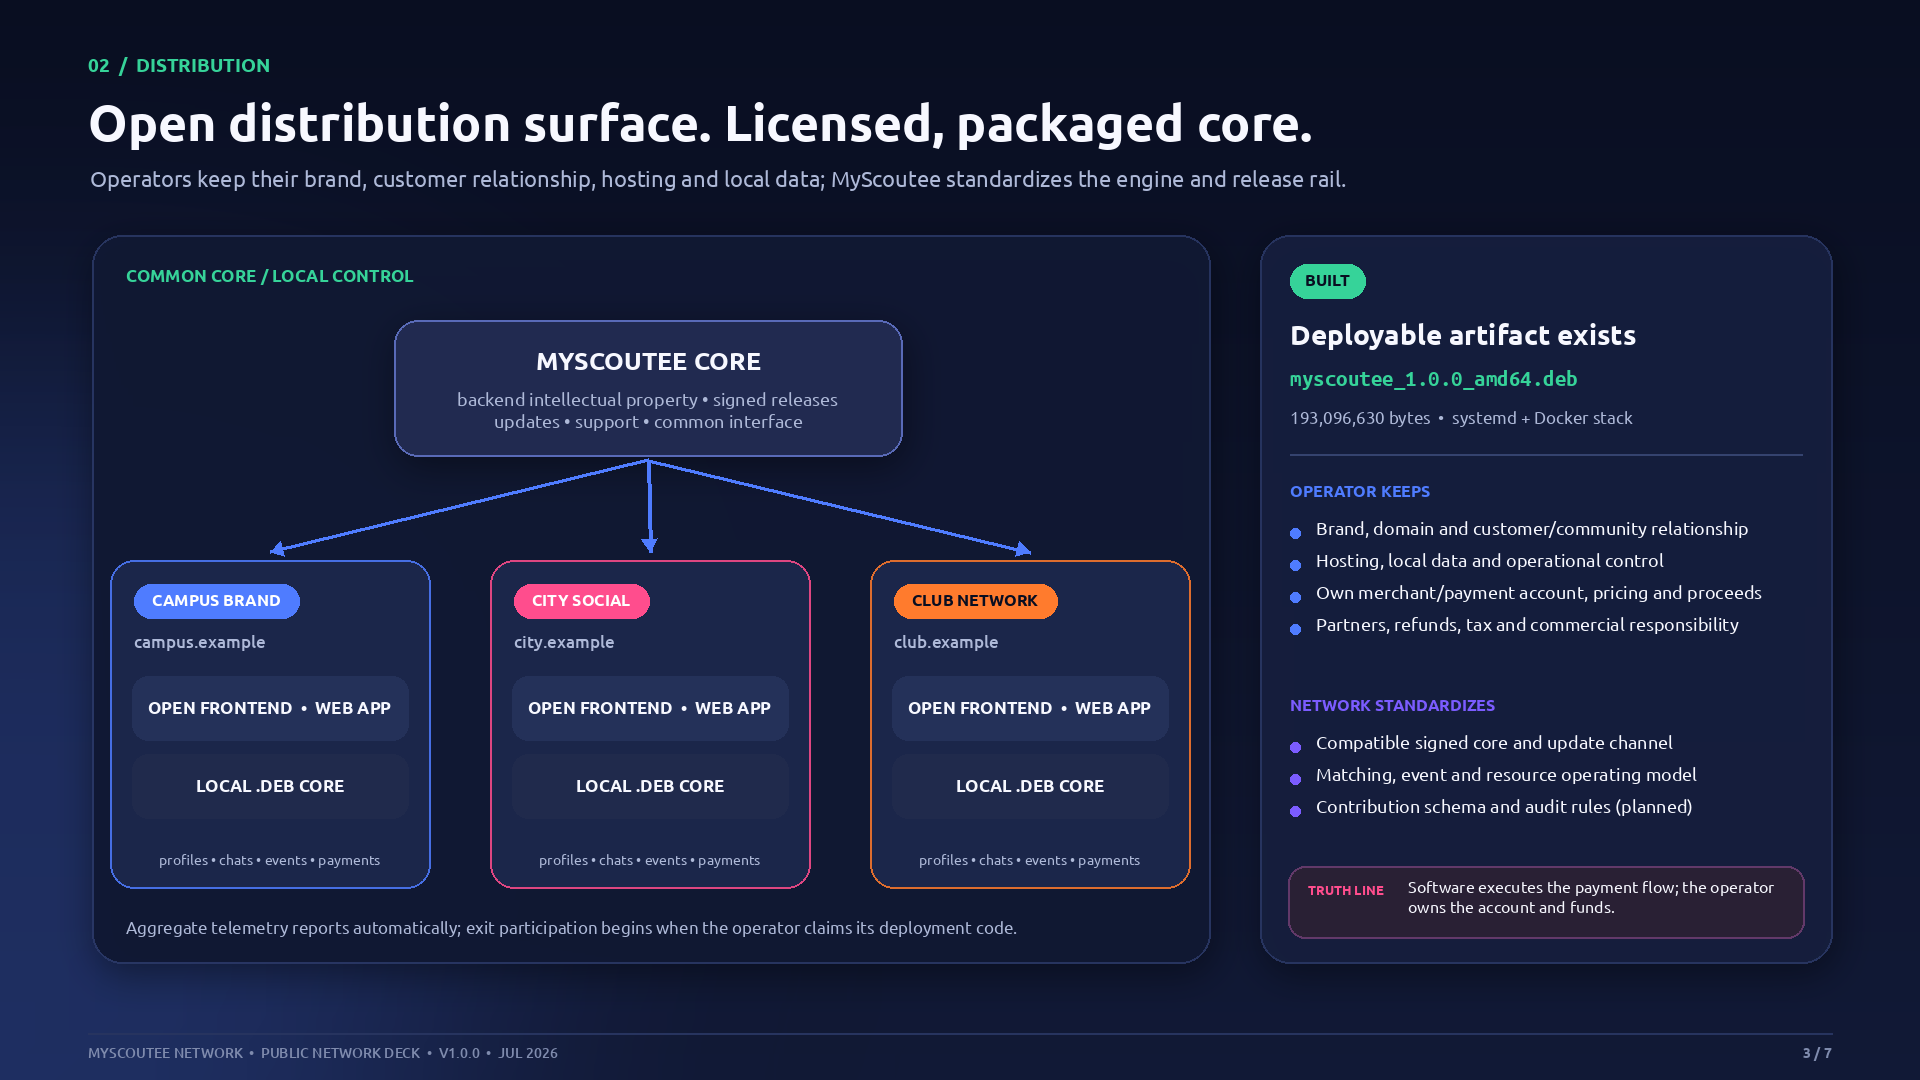 02 / DISTRIBUTION
Open distribution surface. Licensed, packaged core.
Operators keep their brand, customer relationship, hosting and local data; MyScoutee standardizes the engine and release rail.
COMMON CORE / LOCAL CONTROL
MYSCOUTEE CORE
backend intellectual property • signed releases
updates • support • common interface
CAMPUS BRAND
campus.example
OPEN FRONTEND • WEB APP
LOCAL .DEB CORE
profiles • chats • events • payments
CITY SOCIAL
city.example
OPEN FRONTEND • WEB APP
LOCAL .DEB CORE
profiles • chats • events • payments
CLUB NETWORK
club.example
OPEN FRONTEND • WEB APP
LOCAL .DEB CORE
profiles • chats • events • payments
Aggregate telemetry reports automatically; exit participation begins when the operator claims its deployment code.
BUILT
Deployable artifact exists
myscoutee_1.0.0_amd64.deb
193,096,630 bytes • systemd + Docker stack
OPERATOR KEEPS
Brand, domain and customer/community relationship
Hosting, local data and operational control
Own merchant/payment account, pricing and proceeds
Partners, refunds, tax and commercial responsibility
NETWORK STANDARDIZES
Compatible signed core and update channel
Matching, event and resource operating model
Contribution schema and audit rules (planned)
TRUTH LINE
Software executes the payment flow; the operator
owns the account and funds.
MYSCOUTEE NETWORK • PUBLIC NETWORK DECK • V1.0.0 • JUL 2026
3 / 7